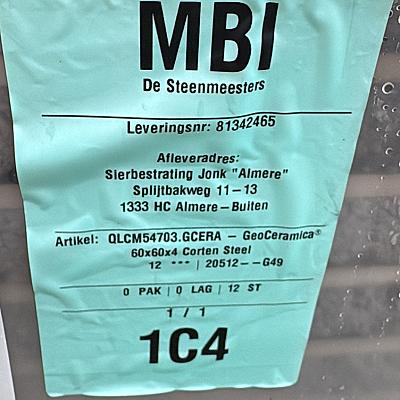 MBI
De Steenmeesters
Leveringsnr: 81342465
Afleveradres:
Sierbestrating Jonk "Almere"
Splijtbakweg 11-13
1333 HC Almere-Buiten
Artikel: QLCM54703.GCERA - GeoCeramica®
60x60x4 Corten Steel
12 *** | 20512--G49
0 PAK | 0 LAG | 12 ST
1 / 1
1C4